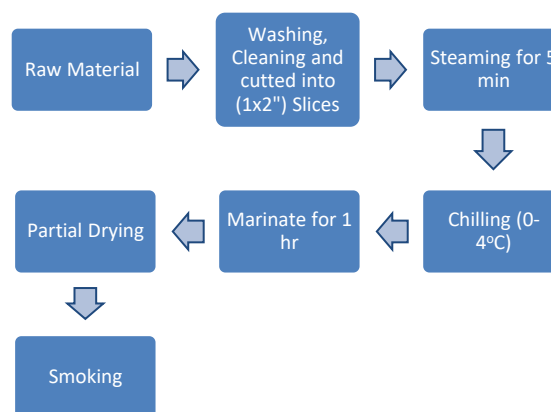 Raw Material
Washing,
Cleaning and
cutted into
(1x2") Slices
Steaming for 5
min
Chilling (0-
4°C)
Marinate for 1
hr
Partial Drying
Smoking